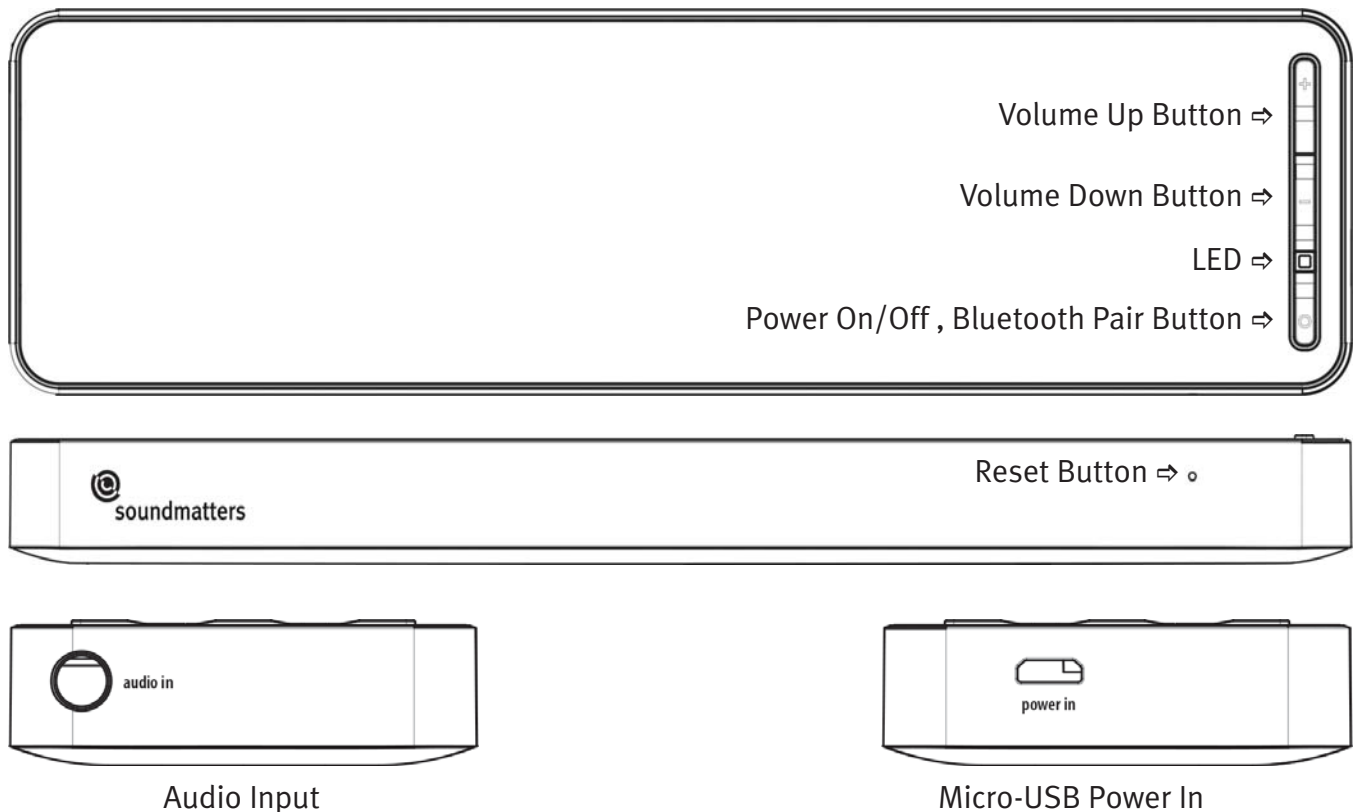 Volume Up Button ⇨
Volume Down Button ⇨
LED ⇨
Power On/Off , Bluetooth Pair Button ⇨
Reset Button ⇨
soundmatters
audio in
power in
Audio Input
Micro-USB Power In